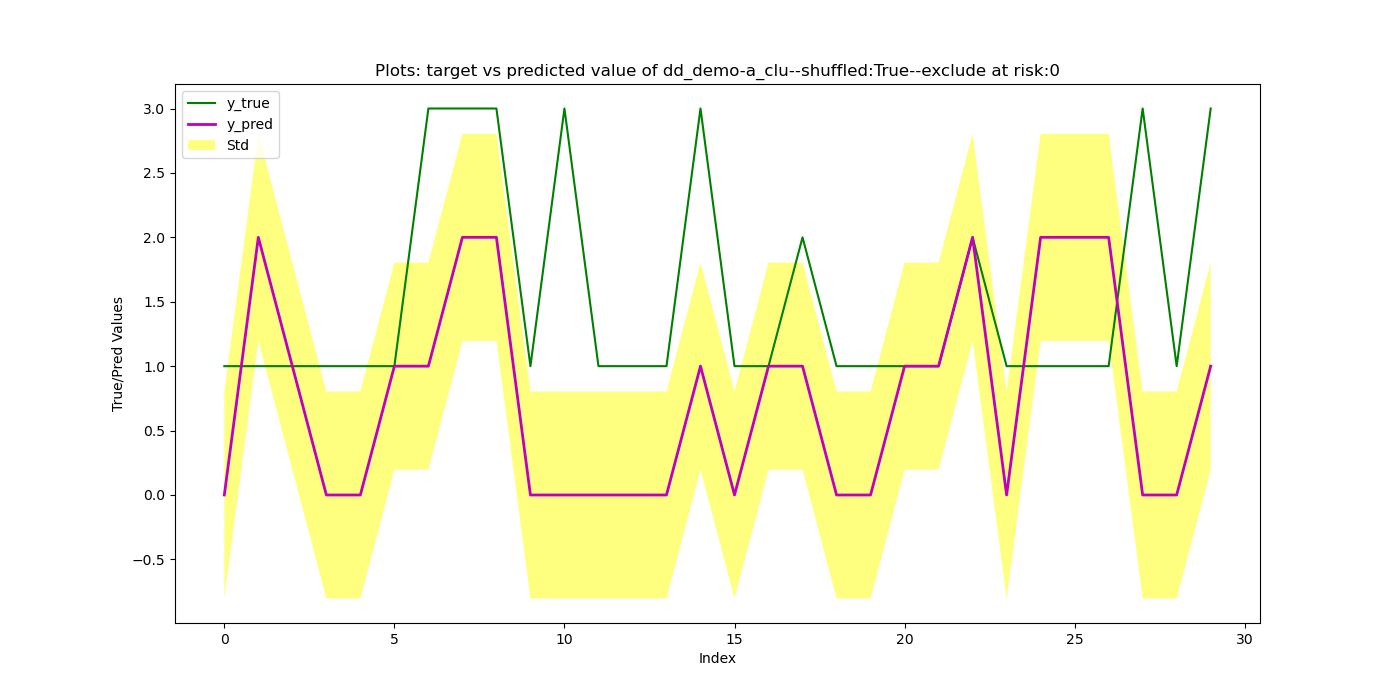 Plots: target vs predicted value of dd_demo-a_clu--shuffled:True--exclude at risk:0
y_true
y_pred
Std
True/Pred Values
3.0
2.5
2.0
1.5
1.0
0.5
0.0
−0.5
0 5 10 15 20 25 30
Index